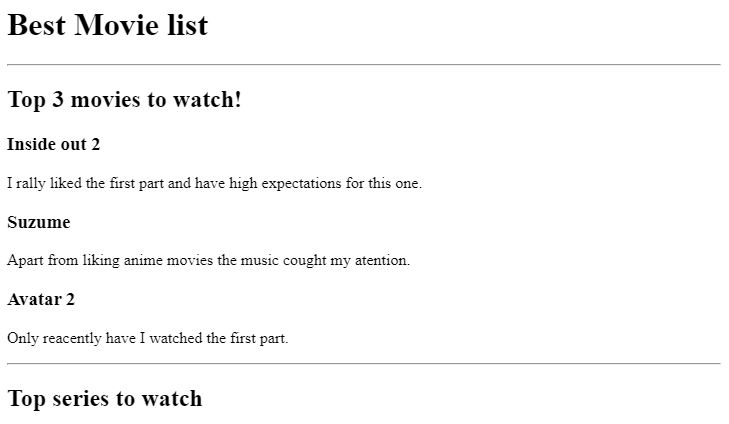 Best Movie list
Top 3 movies to watch!
Inside out 2
I rally liked the first part and have high expectations for this one.
Suzume
Apart from liking anime movies the music cought my atention.
Avatar 2
Only reacently have I watched the first part.
Top series to watch